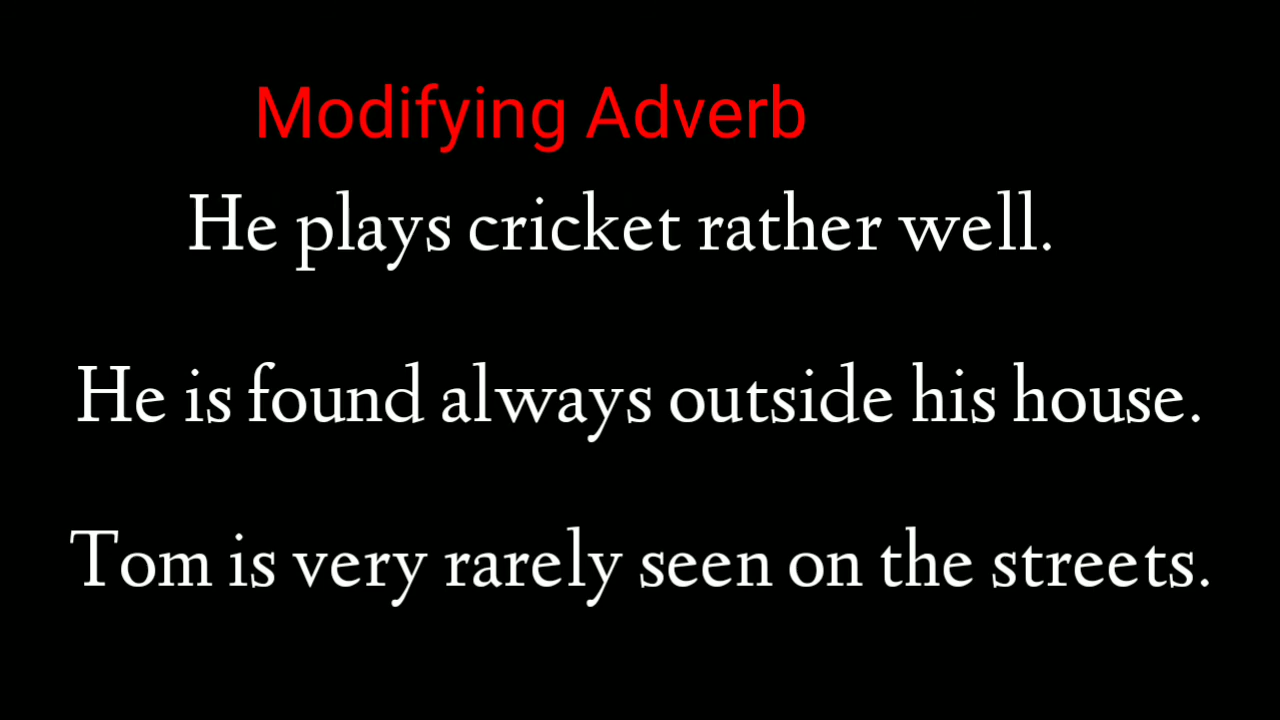 Modifying Adverb
He plays cricket rather well.
He is found always outside his house.
Tom is very rarely seen on the streets.